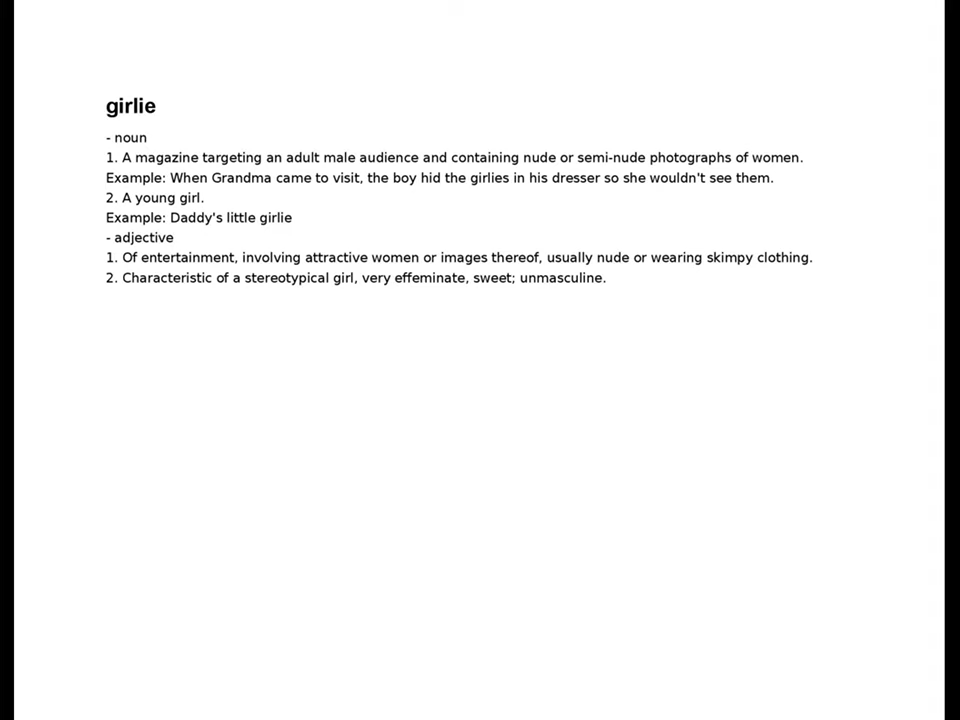 girlie
- noun
1. A magazine targeting an adult male audience and containing nude or semi-nude photographs of women.
Example: When Grandma came to visit, the boy hid the girlies in his dresser so she wouldn't see them.
2. A young girl.
Example: Daddy's little girlie
- adjective
1. Of entertainment, involving attractive women or images thereof, usually nude or wearing skimpy clothing.
2. Characteristic of a stereotypical girl, very effeminate, sweet; unmasculine.